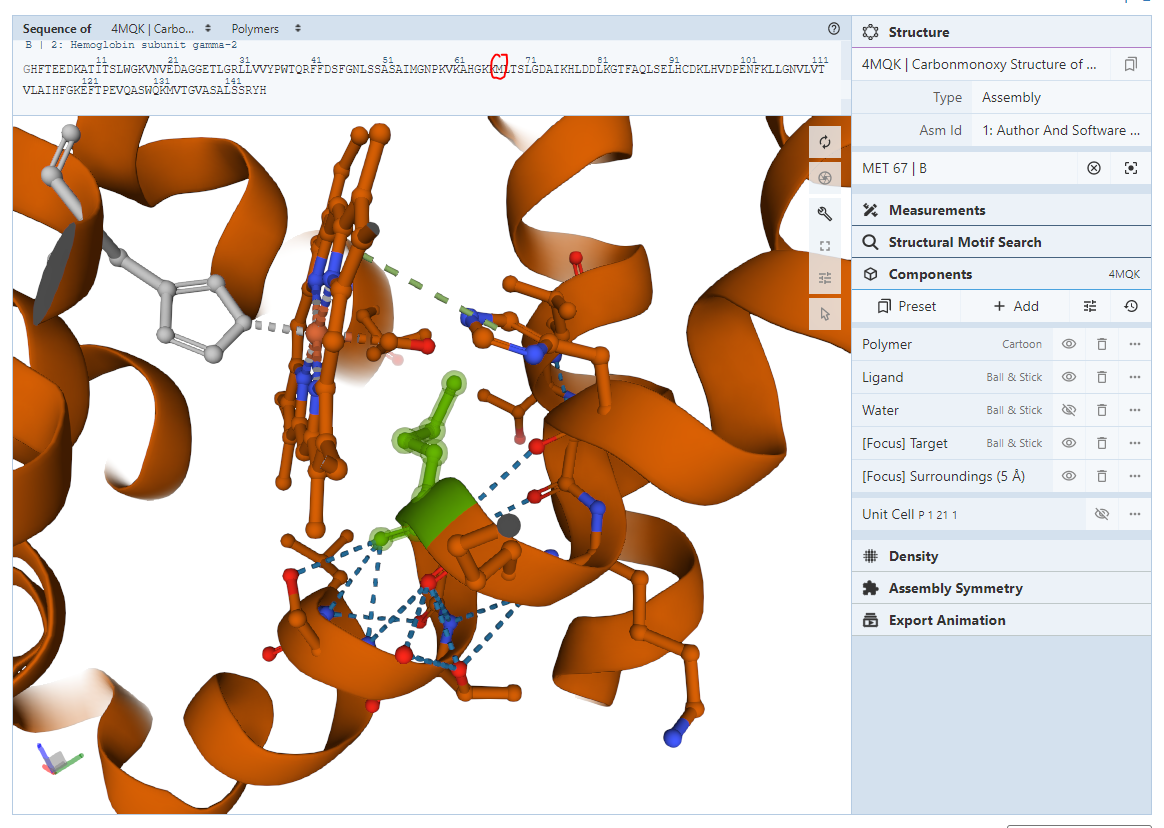 Sequence of 4MQK | Carbo... Polymers
B | 2: Hemoglobin subunit gamma-2
11 21 31 41 51 61 71 81 91 101 111
GHFTEEDKATITSLWGKVNVEDAGGETLGRLLVVYPWTQRFFDSFGNLSSASAIMGNPKVKAHGKKMLTSLGDAIKHLDDLKGTFAQLSELHCDKLHVDPENFKLLGNVLVT
121 131 141
VLAIHFGKEFTPEVQASWQKMVTGVASALSSRYH
Structure
4MQK | Carbonmonoxy Structure of ...
Type Assembly
Asm Id 1: Author And Software ...
MET 67 | B
Measurements
Structural Motif Search
Components 4MQK
Preset + Add
Polymer Cartoon
Ligand Ball & Stick
Water Ball & Stick
[Focus] Target Ball & Stick
[Focus] Surroundings (5 Å)
Unit Cell P 1 21 1
Density
Assembly Symmetry
Export Animation